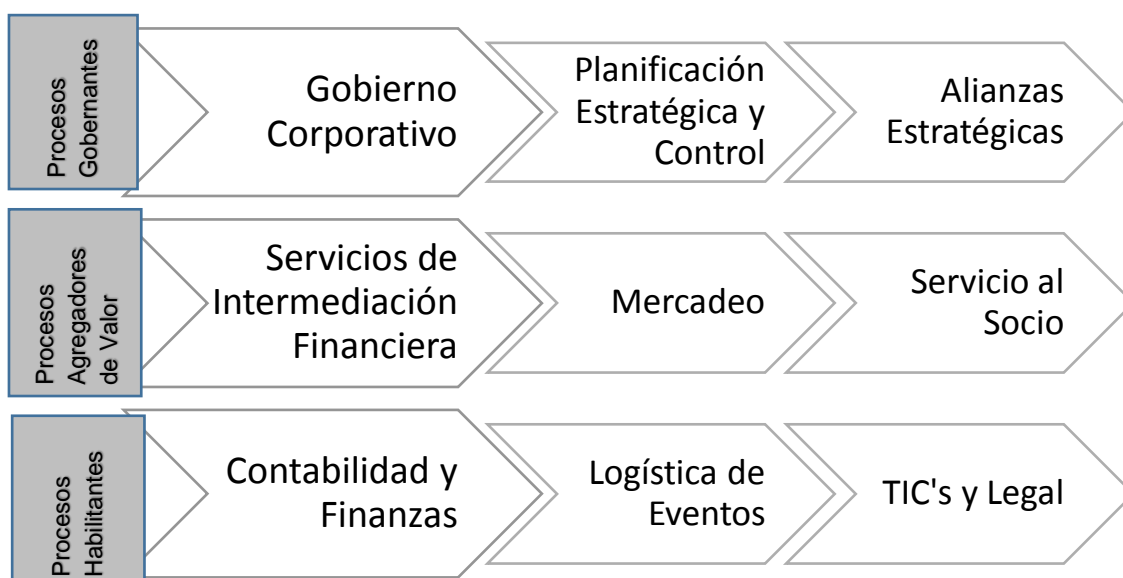 Procesos
Gobernantes
Gobierno
Corporativo
Planificación
Estratégica y
Control
Alianzas
Estratégicas
Procesos
Agregadores
de Valor
Servicios de
Intermediación
Financiera
Mercadeo
Servicio al
Socio
Procesos
Habilitantes
Contabilidad y
Finanzas
Logística de
Eventos
TIC's y Legal